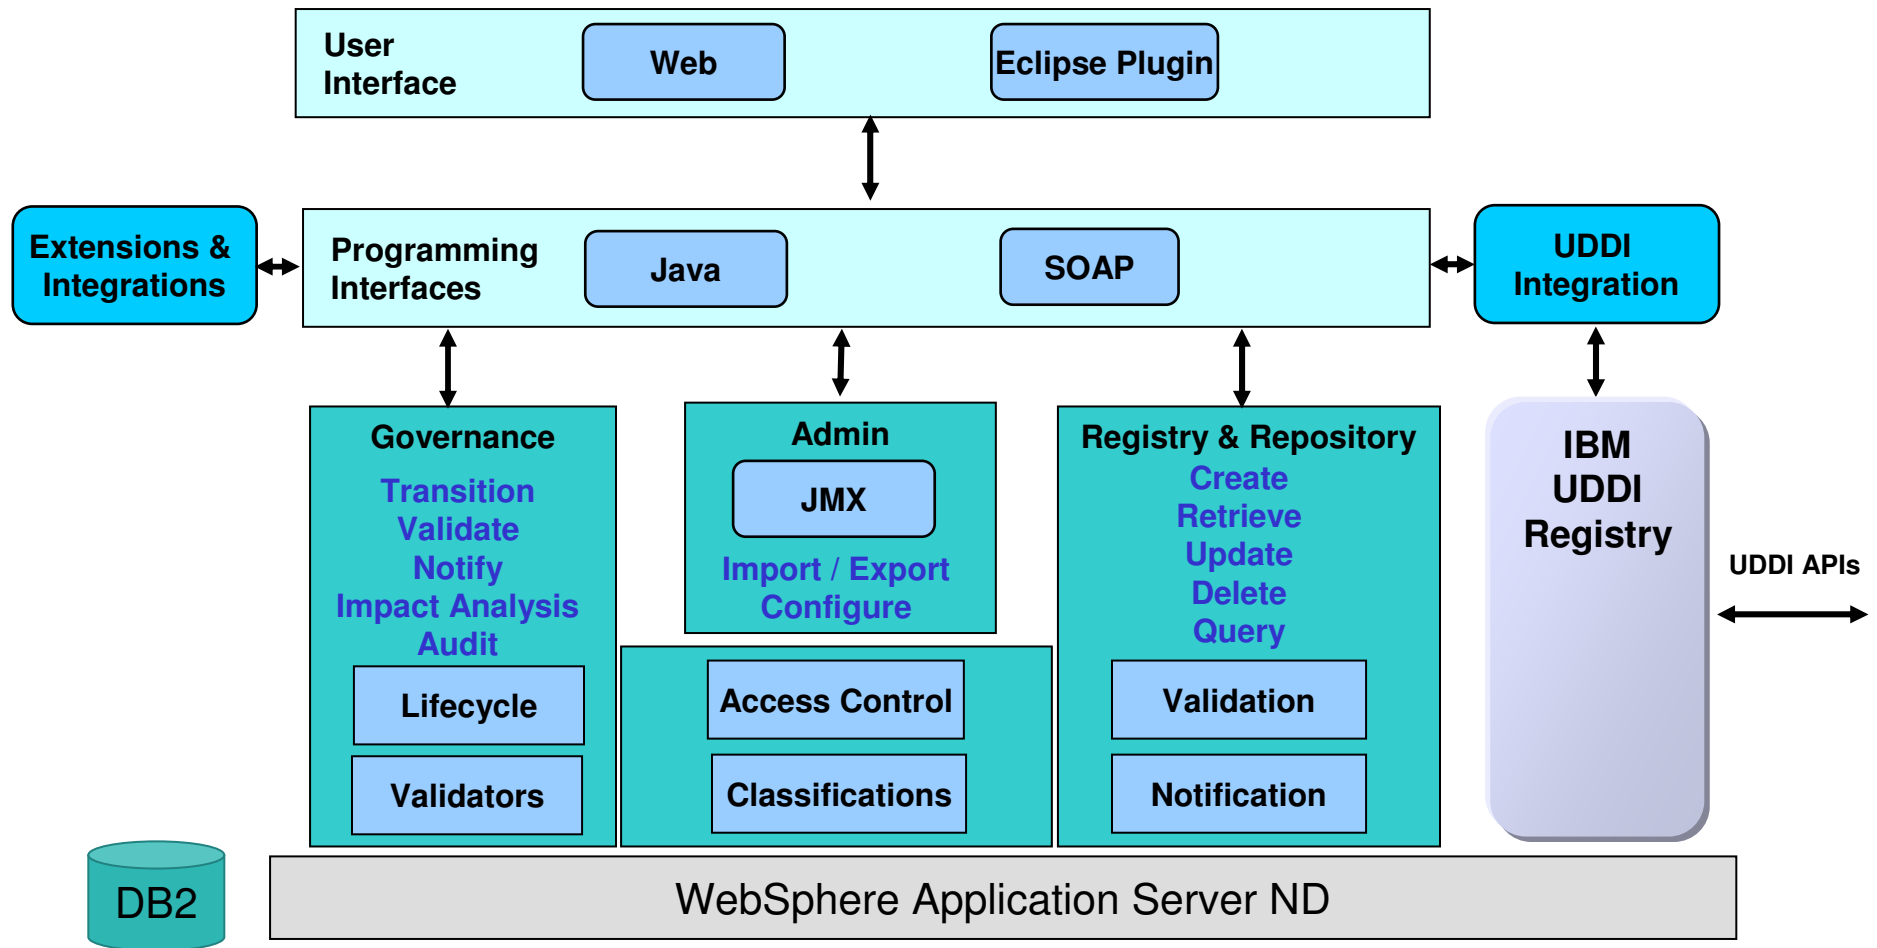 User
Interface
Web
Eclipse Plugin
Extensions &
Integrations
Programming
Interfaces
Java
SOAP
UDDI
Integration
Governance
Transition
Validate
Notify
Impact Analysis
Audit
Lifecycle
Validators
Admin
JMX
Import / Export
Configure
Access Control
Classifications
Registry & Repository
Create
Retrieve
Update
Delete
Query
Validation
Notification
IBM
UDDI
Registry
UDDI APIs
DB2
WebSphere Application Server ND